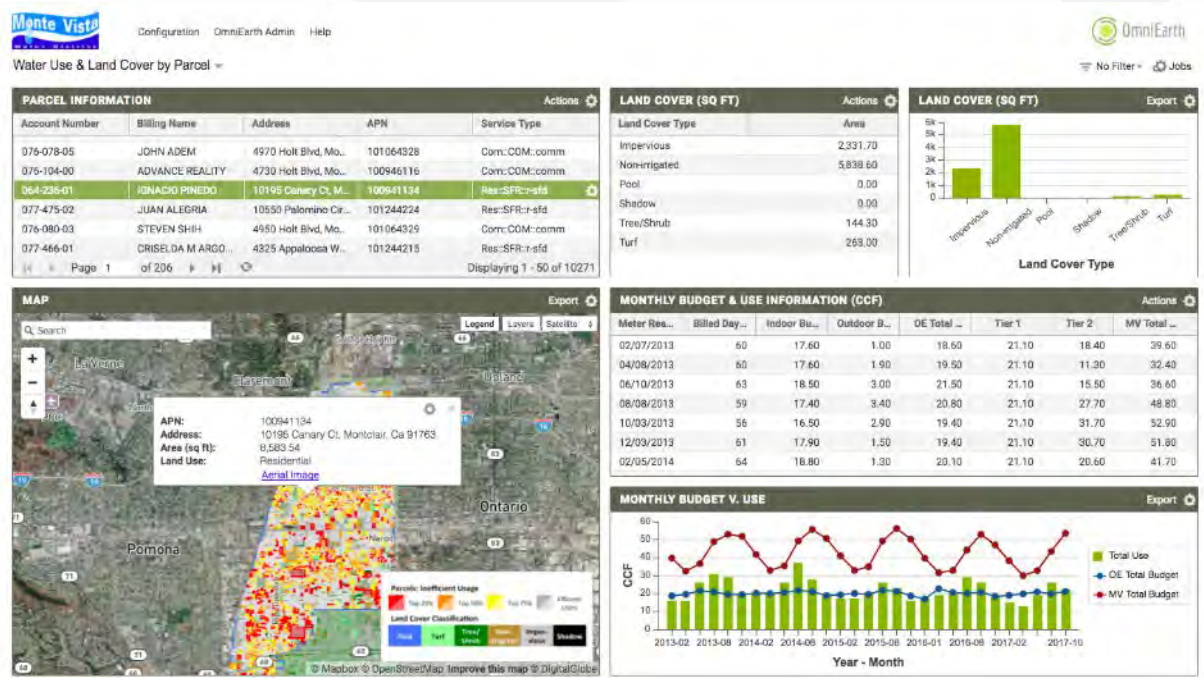 Monte Vista
Configuration OmniEarth Admin Help
OmniEarth
Water Use & Land Cover by Parcel
No Filter Jobs
PARCEL INFORMATION Actions
Account Number Billing Name Address APN Service Type
076-078-05 JOHN ADEM 4970 Holt Blvd, Mo... 101064328 Com::COM::comm
076-104-00 ADVANCE REALITY 4730 Holt Blvd, Mo... 100946116 Com::COM::comm
064-236-01 IGNACIO PINEDO 10195 Canary Ct, M... 100941134 Res::SFR::r-sfd
077-475-02 JUAN ALEGRIA 10550 Palomino Cir... 101244224 Res::SFR::r-sfd
076-080-03 STEVEN SHIH 4950 Holt Blvd, Mo... 101064329 Com::COM::comm
077-466-01 CRISELDA M ARGO... 4325 Appaloosa W... 101244215 Res::SFR::r-sfd
Page 1 of 206 Displaying 1 - 50 of 10271
LAND COVER (SQ FT) Actions
Land Cover Type Area
Impervious 2,331.70
Non-irrigated 5,838.60
Pool 0.00
Shadow 0.00
Tree/Shrub 144.30
Turf 263.00
LAND COVER (SQ FT) Export
6k
5k
4k
3k
2k
1k
0
Impervious Non-irrigated Pool Shadow Tree/Shrub Turf
Land Cover Type
MAP Export
Search
Legend Layers Satellite
La Verne
Claremont
Upland
APN: 100941134
Address: 10195 Canary Ct, Montclair, Ca 91763
Area (sq ft): 8,583.54
Land Use: Residential
Aerial Image
Ontario
Pomona
Parcels: Inefficient Usage
Top 25% Top 50% Top 75% Efficient Users
Land Cover Classification
Pool Turf Tree/Shrub Impervious Shadow
© Mapbox © OpenStreetMap Improve this map © DigitalGlobe
MONTHLY BUDGET & USE INFORMATION (CCF) Actions
Meter Rea... Billed Day... Indoor Bu... Outdoor B... OE Total ... Tier 1 Tier 2 MV Total ...
02/07/2013 60 17.60 1.00 18.60 21.10 18.40 39.60
04/08/2013 60 17.60 1.90 19.50 21.10 11.30 32.40
06/10/2013 63 18.50 3.00 21.50 21.10 15.50 36.60
08/08/2013 59 17.40 3.40 20.80 21.10 27.70 48.80
10/03/2013 56 16.50 2.90 19.40 21.10 31.70 52.90
12/03/2013 61 17.90 1.50 19.40 21.10 30.70 51.80
02/05/2014 64 18.80 1.30 20.10 21.10 20.60 41.70
MONTHLY BUDGET V. USE Export
CCF
60
50
40
30
20
10
0
2013-02 2013-08 2014-02 2014-08 2015-02 2015-08 2016-01 2016-08 2017-02 2017-10
Year - Month
Total Use
OE Total Budget
MV Total Budget